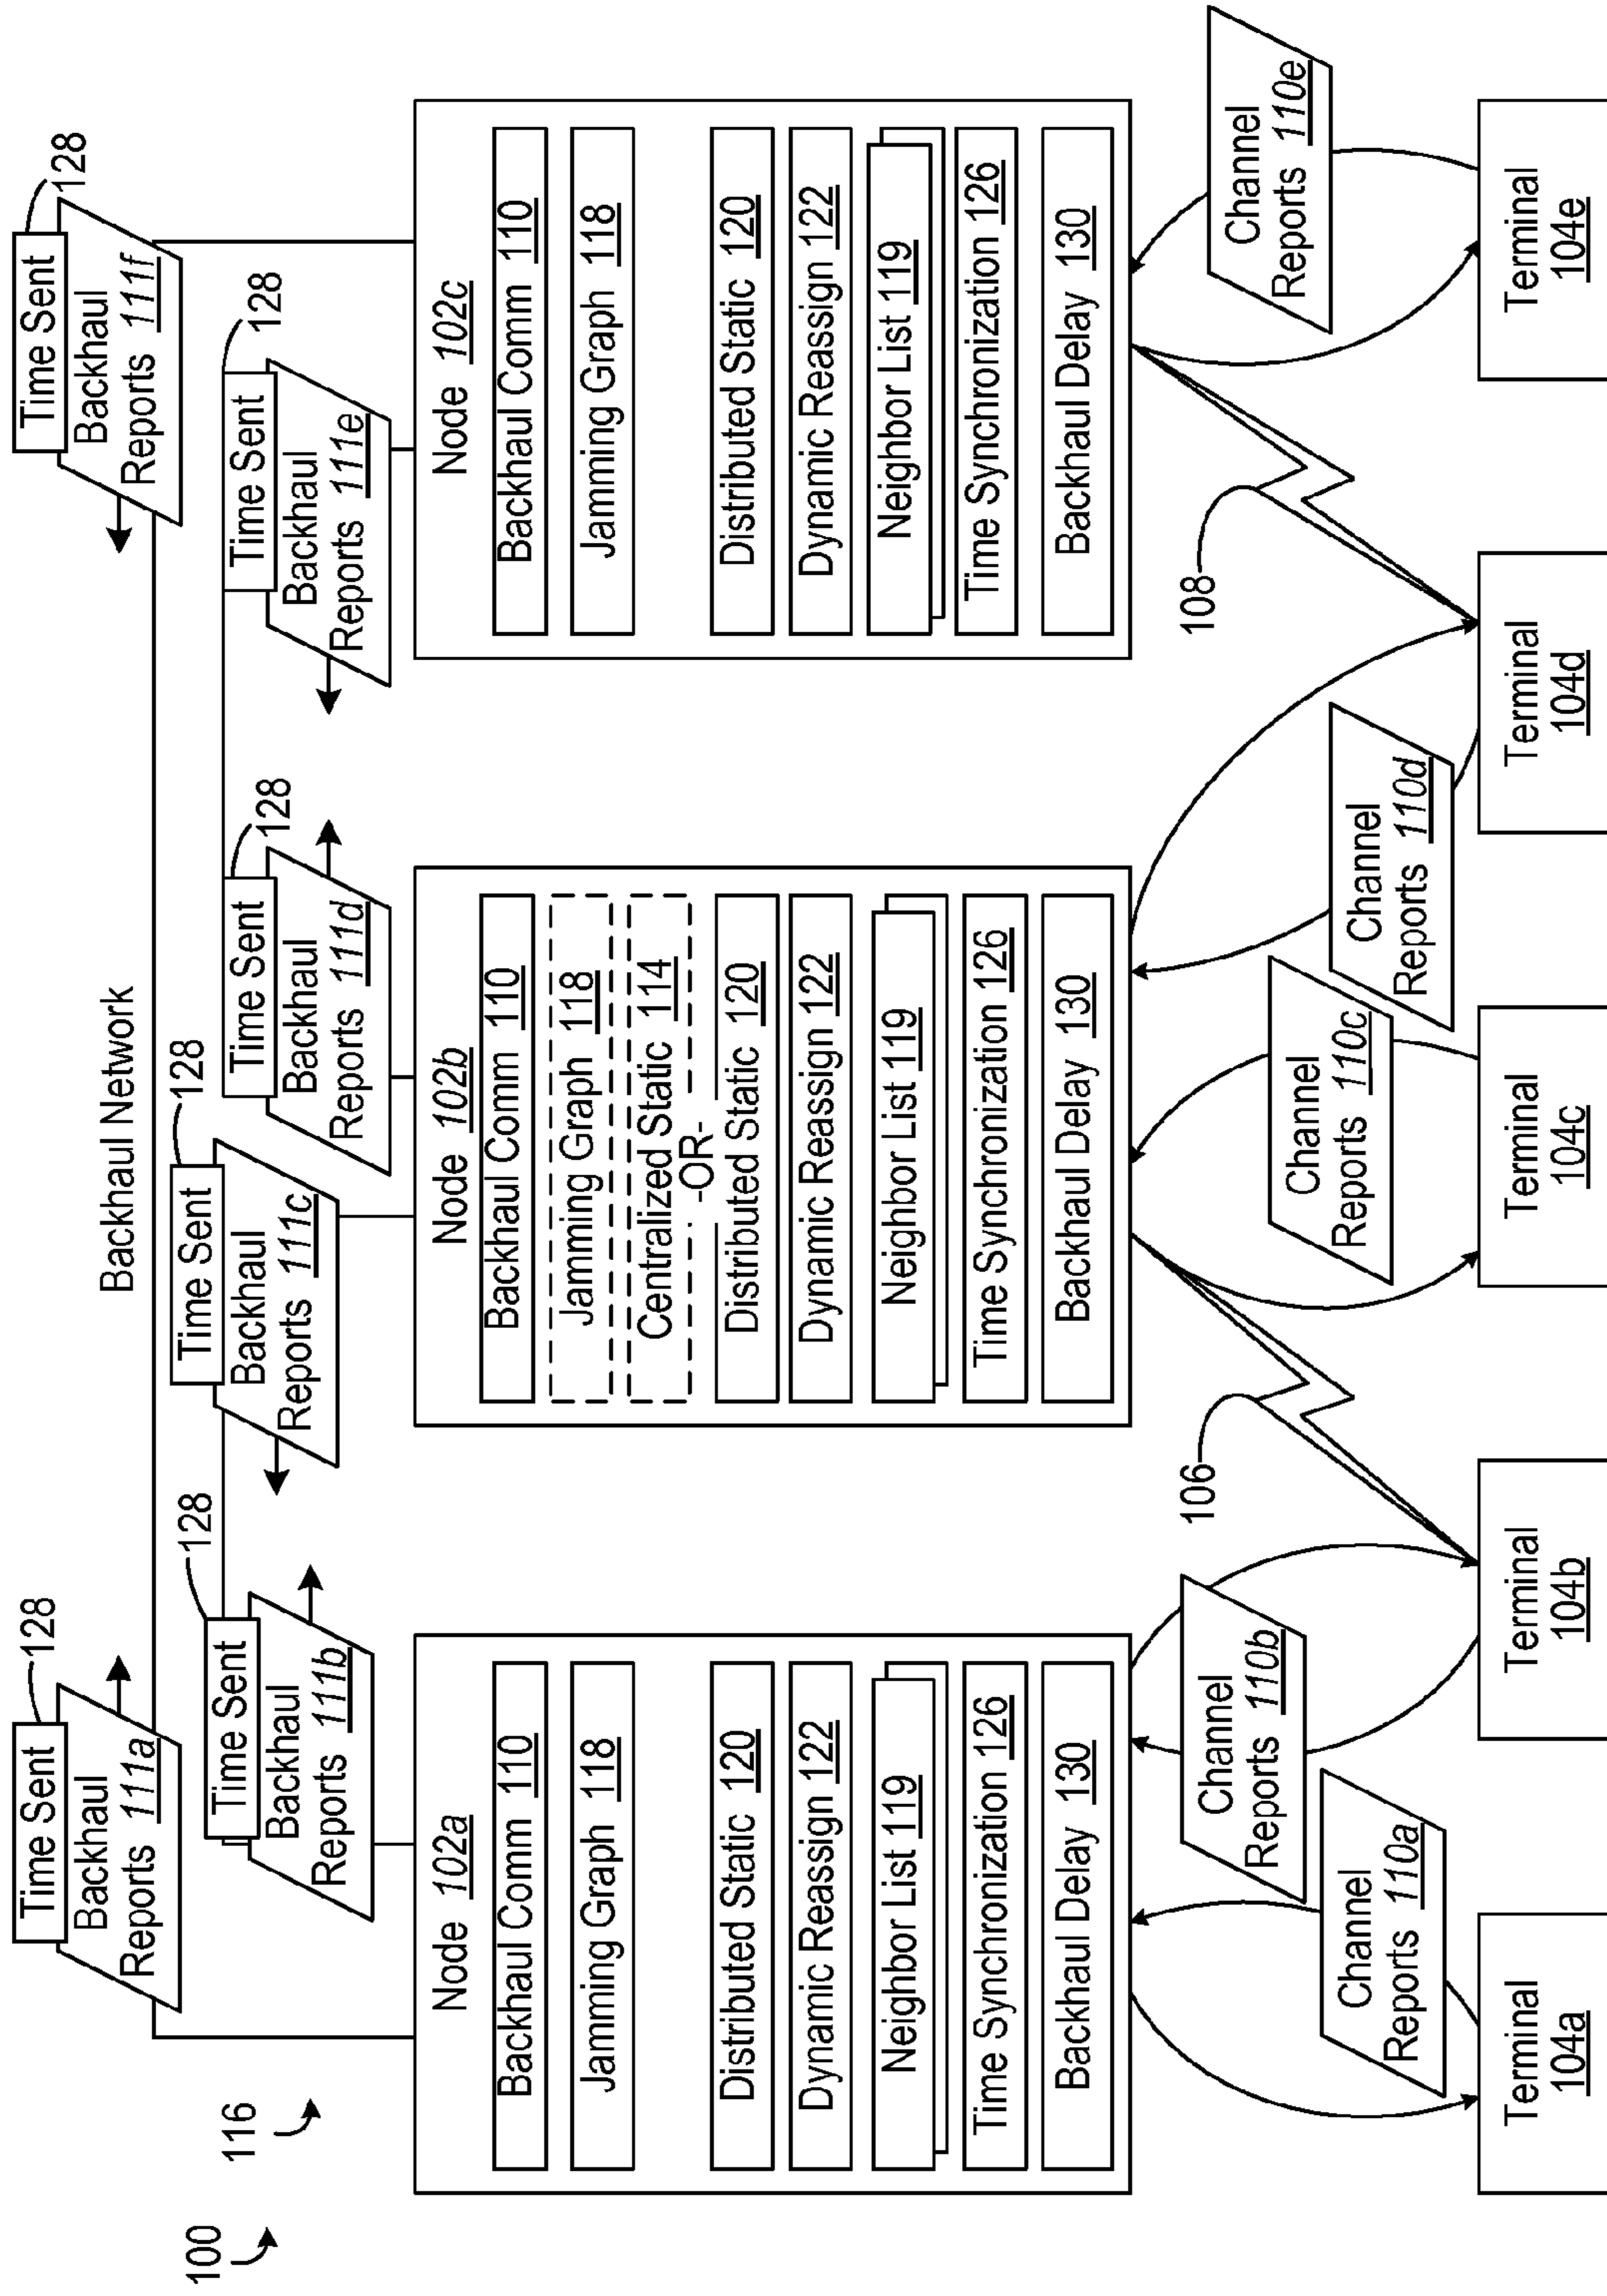 100
116
Backhaul Network
Time Sent
128
Backhaul
Reports 111a
Time Sent
128
Backhaul
Reports 111b
Time Sent
128
Backhaul
Reports 111c
Time Sent
128
Backhaul
Reports 111d
Time Sent
128
Backhaul
Reports 111e
Time Sent
128
Backhaul
Reports 111f
Node 102a
Backhaul Comm 110
Jamming Graph 118
Distributed Static 120
Dynamic Reassign 122
Neighbor List 119
Time Synchronization 126
Backhaul Delay 130
Node 102b
Backhaul Comm 110
Jamming Graph 118
Centralized Static 114
-OR-
Distributed Static 120
Dynamic Reassign 122
Neighbor List 119
Time Synchronization 126
Backhaul Delay 130
Node 102c
Backhaul Comm 110
Jamming Graph 118
Distributed Static 120
Dynamic Reassign 122
Neighbor List 119
Time Synchronization 126
Backhaul Delay 130
106
108
Channel
Reports 110a
Channel
Reports 110b
Channel
Reports 110c
Channel
Reports 110d
Channel
Reports 110e
Terminal
104a
Terminal
104b
Terminal
104c
Terminal
104d
Terminal
104e